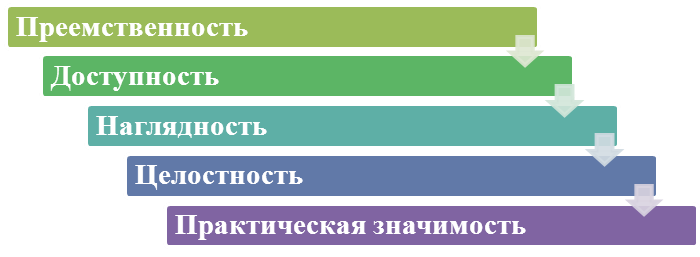 Преемственность
Доступность
Наглядность
Целостность
Практическая значимость